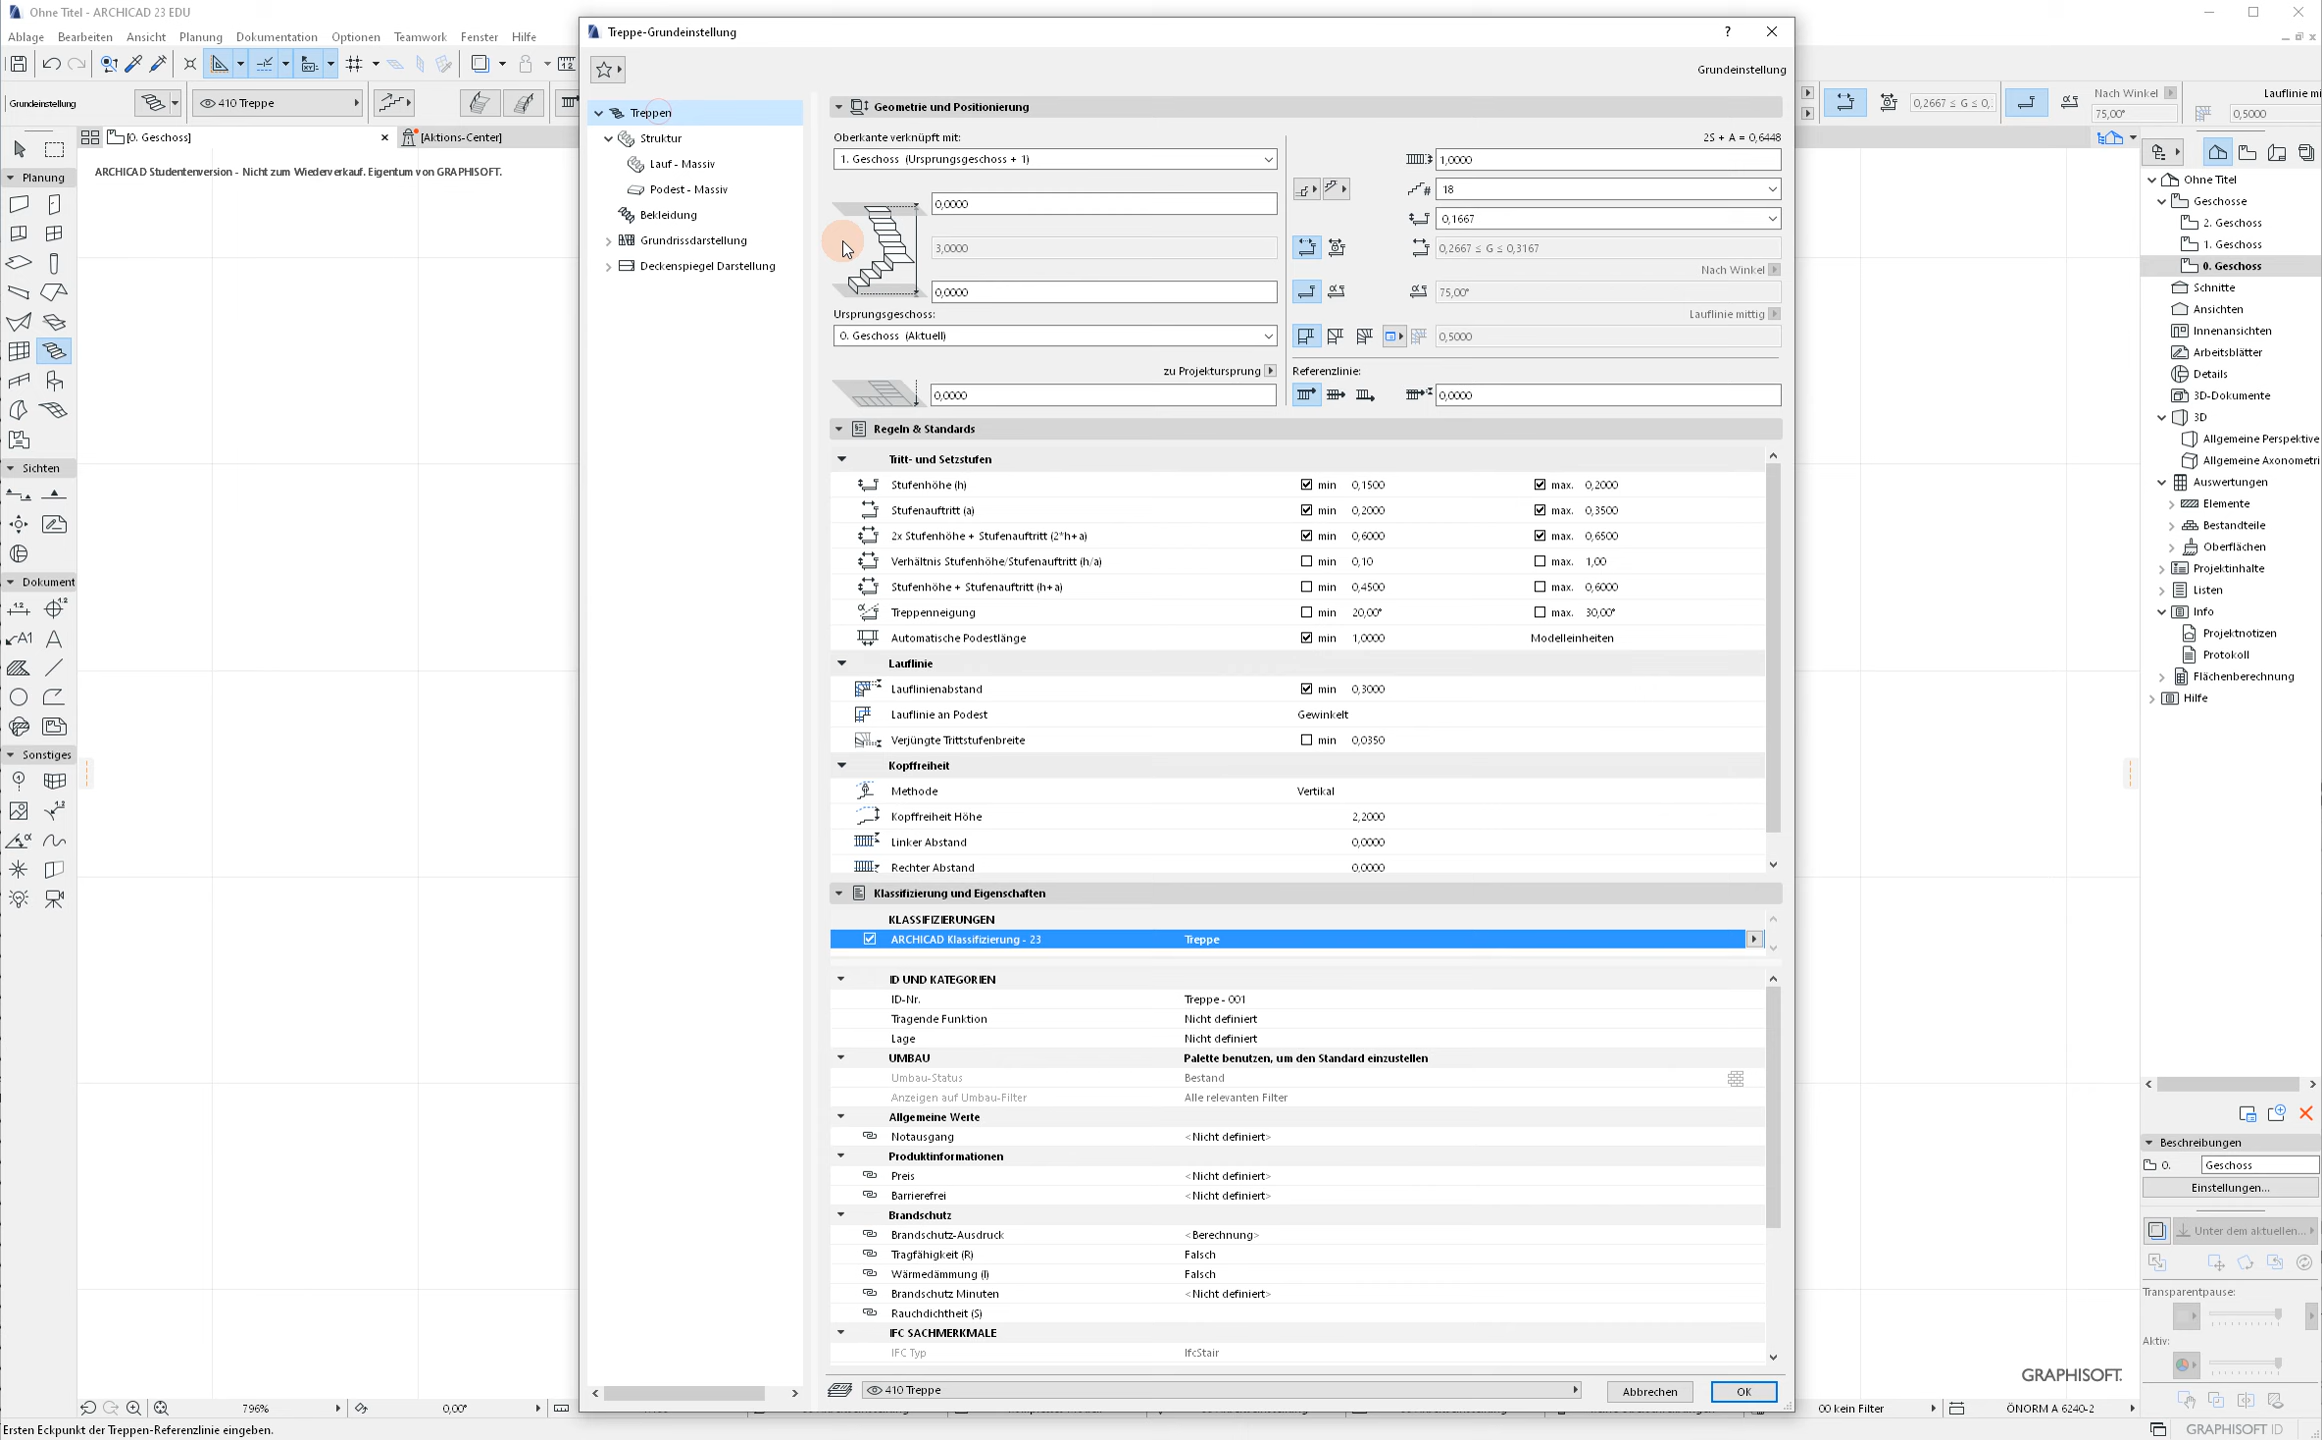 Ohne Titel - ARCHICAD 23 EDU
Ablage Bearbeiten Ansicht Planung Dokumentation Optionen Teamwork Fenster Hilfe
Treppe-Grundeinstellung
?
Grundeinstellung
Grundeinstellung
410 Treppe
0,2667 ≤ G ≤ 0,:
Nach Winkel
75,00°
Lauflinie mi
0,5000
[0. Geschoss]
[Aktions-Center]
ARCHICAD Studentenversion - Nicht zum Wiederverkauf. Eigentum von GRAPHISOFT.
Planung
Sichten
Dokument
Sonstiges
Treppen
Struktur
Lauf - Massiv
Podest - Massiv
Bekleidung
Grundrissdarstellung
Deckenspiegel Darstellung
Geometrie und Positionierung
Oberkante verknüpft mit:
2S + A = 0,6448
1. Geschoss (Ursprungsgeschoss + 1)
1,0000
18
0,0000
0,1667
3,0000
0,2667 ≤ G ≤ 0,3167
Nach Winkel
0,0000
75,00°
Ursprungsgeschoss:
Lauflinie mittig
0. Geschoss (Aktuell)
0,5000
zu Projektursprung
Referenzlinie:
0,0000
0,0000
Regeln & Standards
Tritt- und Setzstufen
Stufenhöhe (h) min 0,1500 max. 0,2000
Stufenauftritt (a) min 0,2000 max. 0,3500
2x Stufenhöhe + Stufenauftritt (2*h+a) min 0,6000 max. 0,6500
Verhältnis Stufenhöhe/Stufenauftritt (h/a) min 0,10 max. 1,00
Stufenhöhe + Stufenauftritt (h+a) min 0,4500 max. 0,6000
Treppenneigung min 20,00° max. 30,00°
Automatische Podestlänge min 1,0000 Modelleinheiten
Lauflinie
Lauflinienabstand min 0,3000
Lauflinie an Podest Gewinkelt
Verjüngte Trittstufenbreite min 0,0350
Kopffreiheit
Methode Vertikal
Kopffreiheit Höhe 2,2000
Linker Abstand 0,0000
Rechter Abstand 0,0000
Klassifizierung und Eigenschaften
KLASSIFIZIERUNGEN
ARCHICAD Klassifizierung - 23 Treppe
ID UND KATEGORIEN
ID-Nr. Treppe - 001
Tragende Funktion Nicht definiert
Lage Nicht definiert
UMBAU Palette benutzen, um den Standard einzustellen
Umbau-Status Bestand
Anzeigen auf Umbau-Filter Alle relevanten Filter
Allgemeine Werte
Notausgang <Nicht definiert>
Produktinformationen
Preis <Nicht definiert>
Barrierefrei <Nicht definiert>
Brandschutz
Brandschutz-Ausdruck <Berechnung>
Tragfähigkeit (R) Falsch
Wärmedämmung (I) Falsch
Brandschutz Minuten <Nicht definiert>
Rauchdichtheit (S)
IFC SACHMERKMALE
IFC Typ IfcStair
410 Treppe
Abbrechen
OK
Ohne Titel
Geschosse
2. Geschoss
1. Geschoss
0. Geschoss
Schnitte
Ansichten
Innenansichten
Arbeitsblätter
Details
3D-Dokumente
3D
Allgemeine Perspektive
Allgemeine Axonometri
Auswertungen
Elemente
Bestandteile
Oberflächen
Projektinhalte
Listen
Info
Projektnotizen
Protokoll
Flächenberechnung
Hilfe
Beschreibungen
0. Geschoss
Einstellungen...
Unter dem aktuellen...
Transparentpause:
Aktiv:
GRAPHISOFT.
796%
0,00°
00 kein Filter
ÖNORM A 6240-2
Ersten Eckpunkt der Treppen-Referenzlinie eingeben.
GRAPHISOFT ID